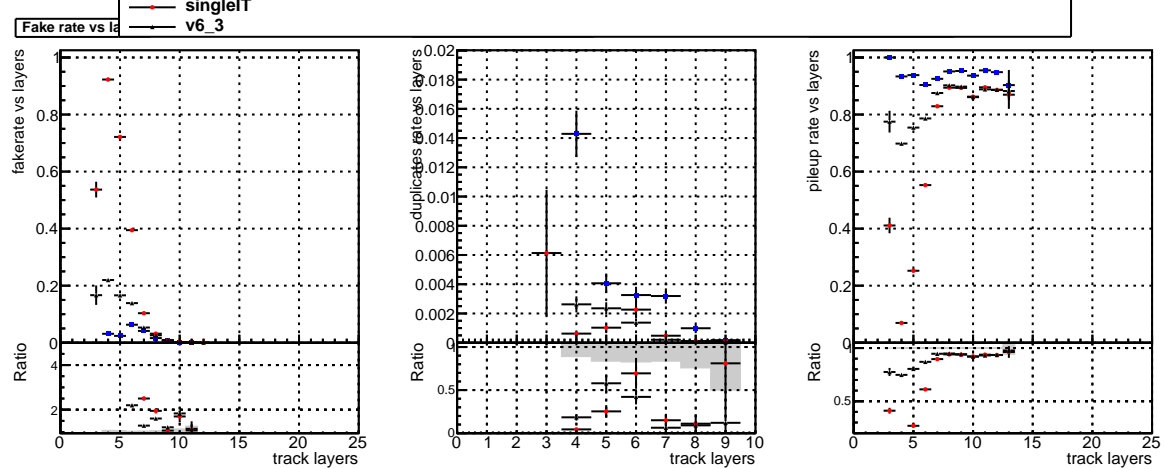 singleIT
v6_3
Fake rate vs la
fakerate vs layers
1
0.8
0.6
0.4
0.2
0
Ratio
4
2
0 5 10 15 20 25
track layers
duplicates rate vs layers
0.02
0.018
0.016
0.014
0.012
0.01
0.008
0.006
0.004
0.002
0
Ratio
1
0.5
0
0 1 2 3 4 5 6 7 8 9 10
track layers
pileup rate vs layers
1
0.8
0.6
0.4
0.2
0
Ratio
1
0.5
0 5 10 15 20 25
track layers